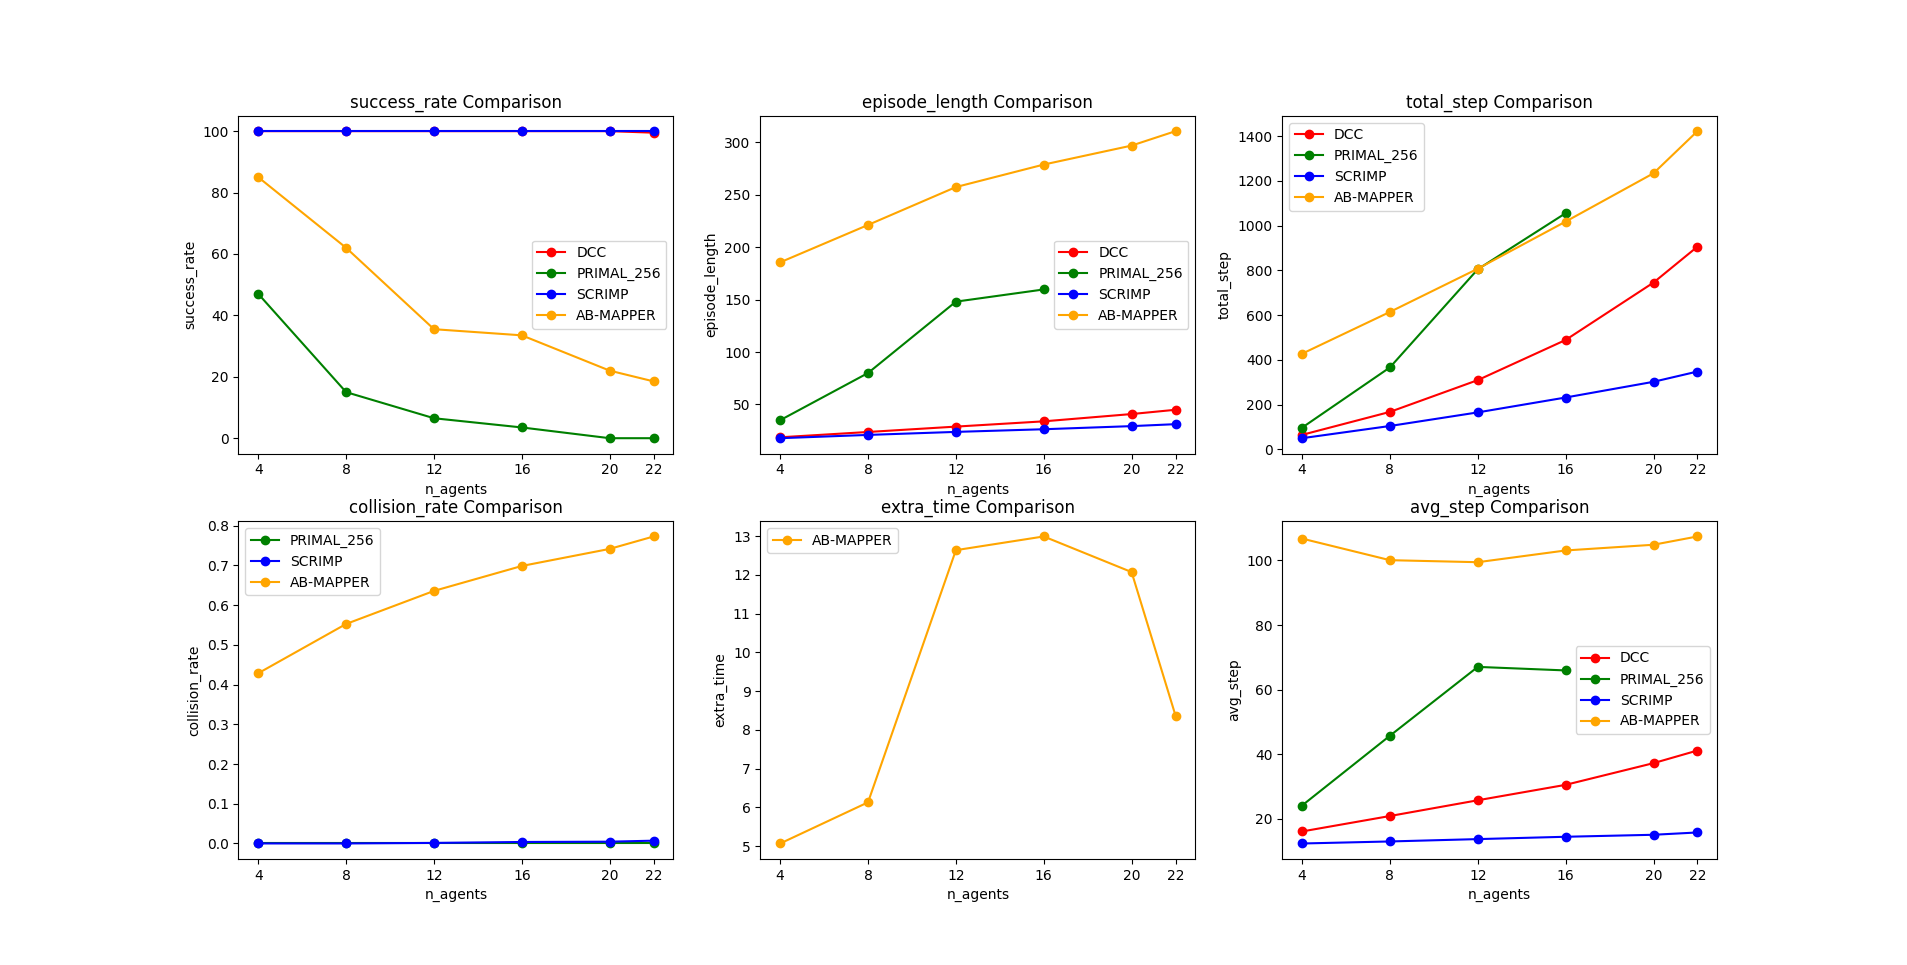 success_rate Comparison
success_rate
100
80
60
40
20
0
DCC
PRIMAL_256
SCRIMP
AB-MAPPER
4 8 12 16 20 22
n_agents
episode_length Comparison
episode_length
300
250
200
150
100
50
DCC
PRIMAL_256
SCRIMP
AB-MAPPER
4 8 12 16 20 22
n_agents
total_step Comparison
total_step
1400
1200
1000
800
600
400
200
0
DCC
PRIMAL_256
SCRIMP
AB-MAPPER
4 8 12 16 20 22
n_agents
collision_rate Comparison
collision_rate
0.8
0.7
0.6
0.5
0.4
0.3
0.2
0.1
0.0
PRIMAL_256
SCRIMP
AB-MAPPER
4 8 12 16 20 22
n_agents
extra_time Comparison
extra_time
13
12
11
10
9
8
7
6
5
AB-MAPPER
4 8 12 16 20 22
n_agents
avg_step Comparison
avg_step
100
80
60
40
20
DCC
PRIMAL_256
SCRIMP
AB-MAPPER
4 8 12 16 20 22
n_agents